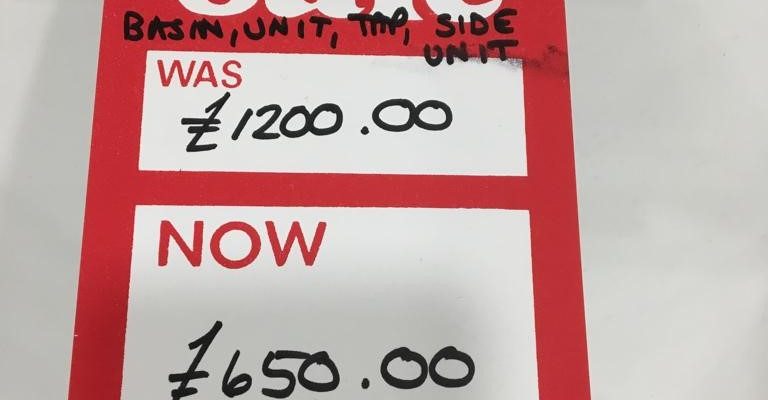 BASIN, UNIT, TAP, SIDE
UNIT
WAS
£1200.00
NOW
£650.00